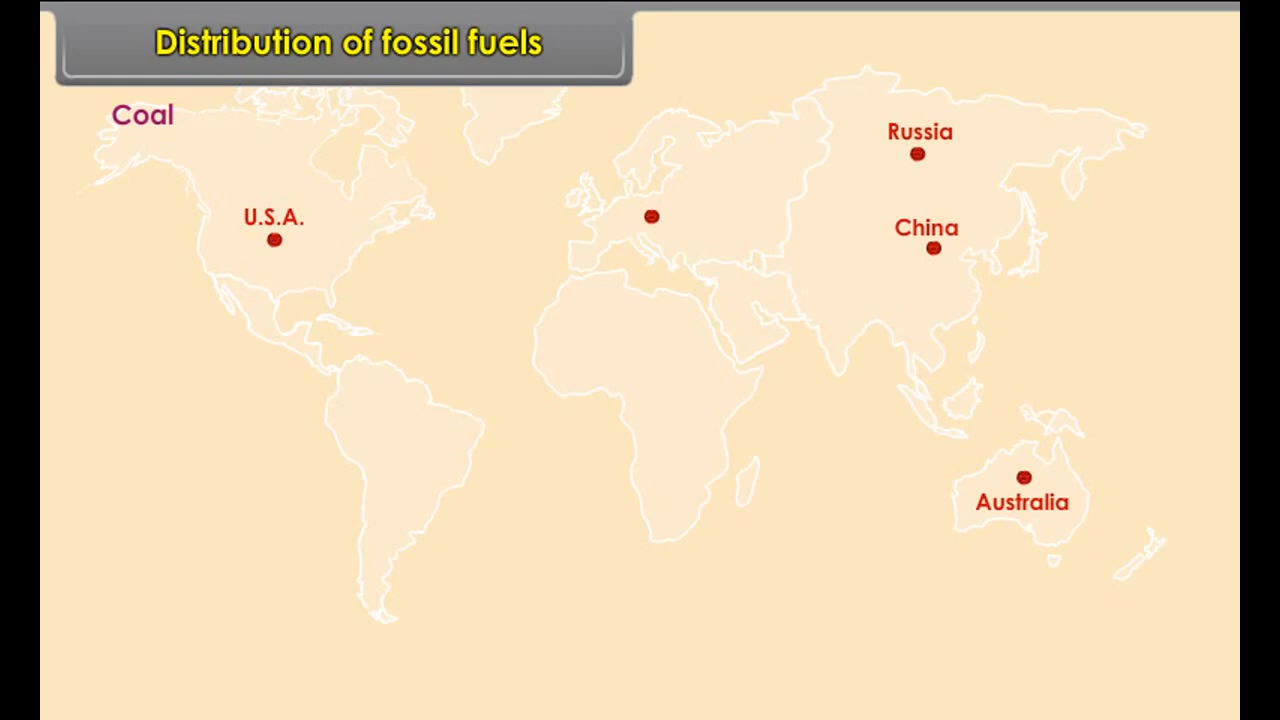 Distribution of fossil fuels
Coal
Russia
U.S.A.
China
Australia